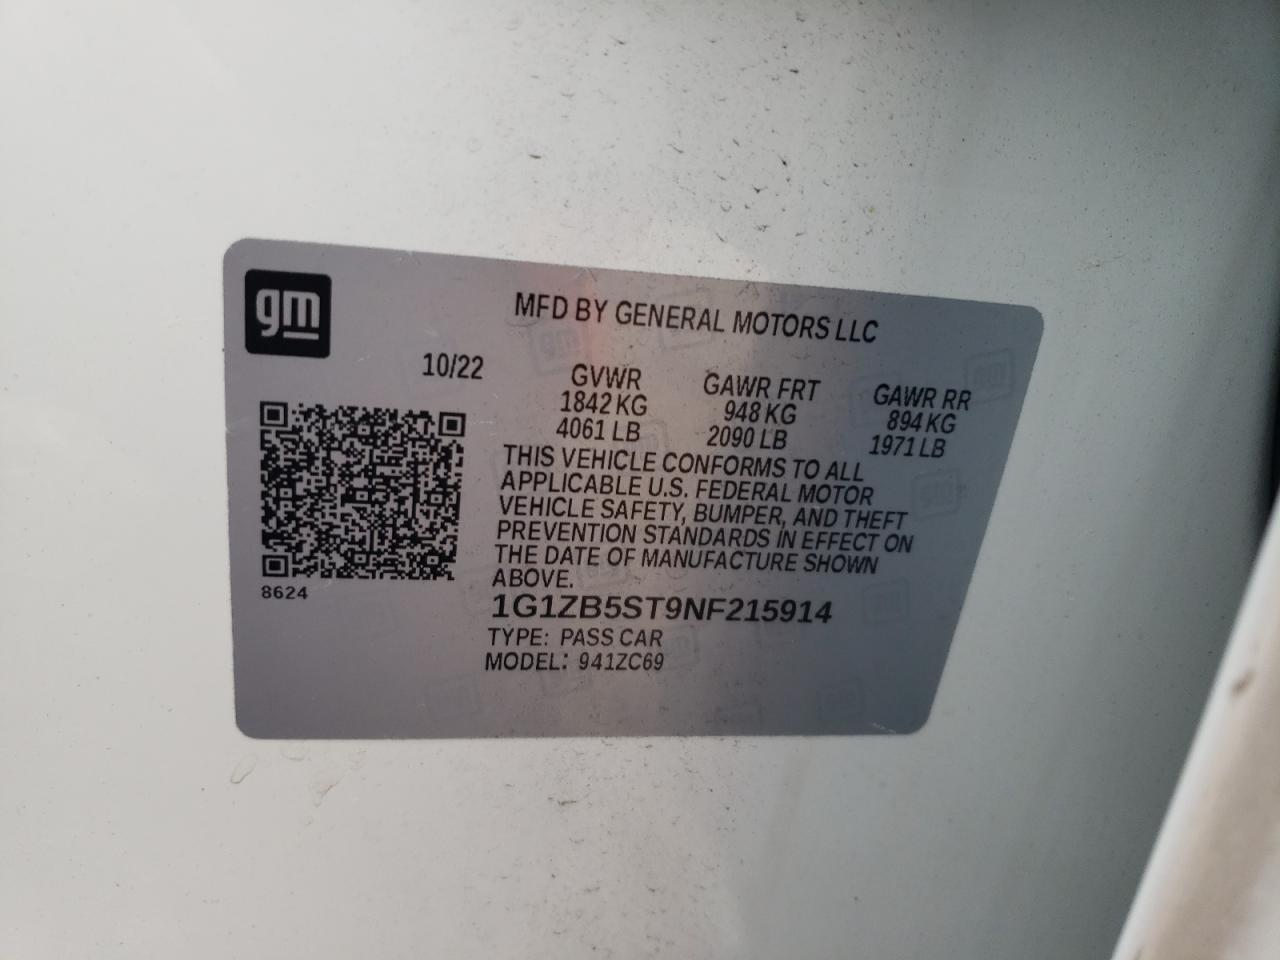 gm
MFD BY GENERAL MOTORS LLC
10/22
GVWR GAWR FRT GAWR RR
1842 KG 948 KG 894 KG
4061 LB 2090 LB 1971 LB
THIS VEHICLE CONFORMS TO ALL
APPLICABLE U.S. FEDERAL MOTOR
VEHICLE SAFETY, BUMPER, AND THEFT
PREVENTION STANDARDS IN EFFECT ON
THE DATE OF MANUFACTURE SHOWN
ABOVE.
8624
1G1ZB5ST9NF215914
TYPE: PASS CAR
MODEL: 941ZC69